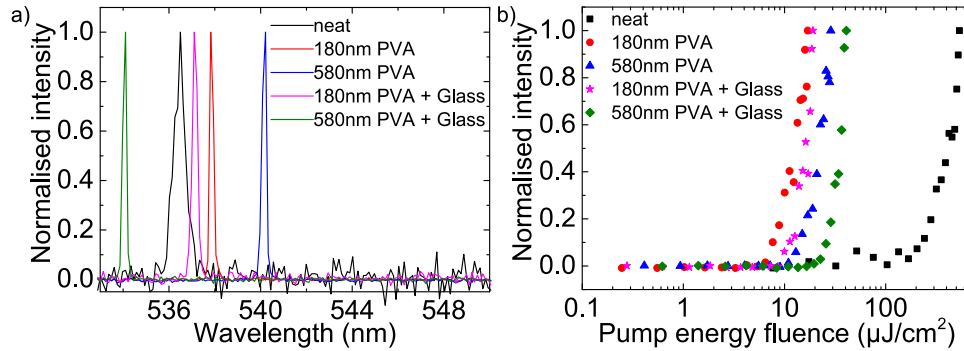 a)
Normalised intensity
1.0
0.8
0.6
0.4
0.2
0.0
536
540
544
548
Wavelength (nm)
neat
180nm PVA
580nm PVA
180nm PVA + Glass
580nm PVA + Glass
b)
Normalised intensity
1.0
0.8
0.6
0.4
0.2
0.0
0.1
1
10
100
Pump energy fluence (µJ/cm2)
neat
180nm PVA
580nm PVA
180nm PVA + Glass
580nm PVA + Glass